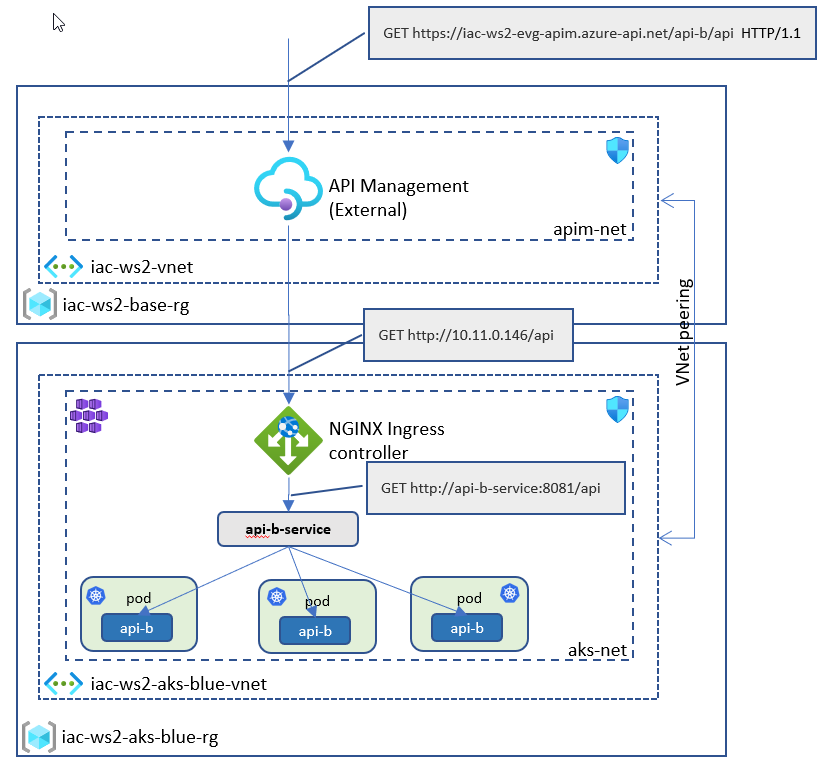 GET https://iac-ws2-evg-apim.azure-api.net/api-b/api HTTP/1.1
API Management
(External)
apim-net
iac-ws2-vnet
iac-ws2-base-rg
VNet peering
GET http://10.11.0.146/api
NGINX Ingress
controller
GET http://api-b-service:8081/api
api-b-service
pod
api-b
pod
api-b
pod
api-b
aks-net
iac-ws2-aks-blue-vnet
iac-ws2-aks-blue-rg